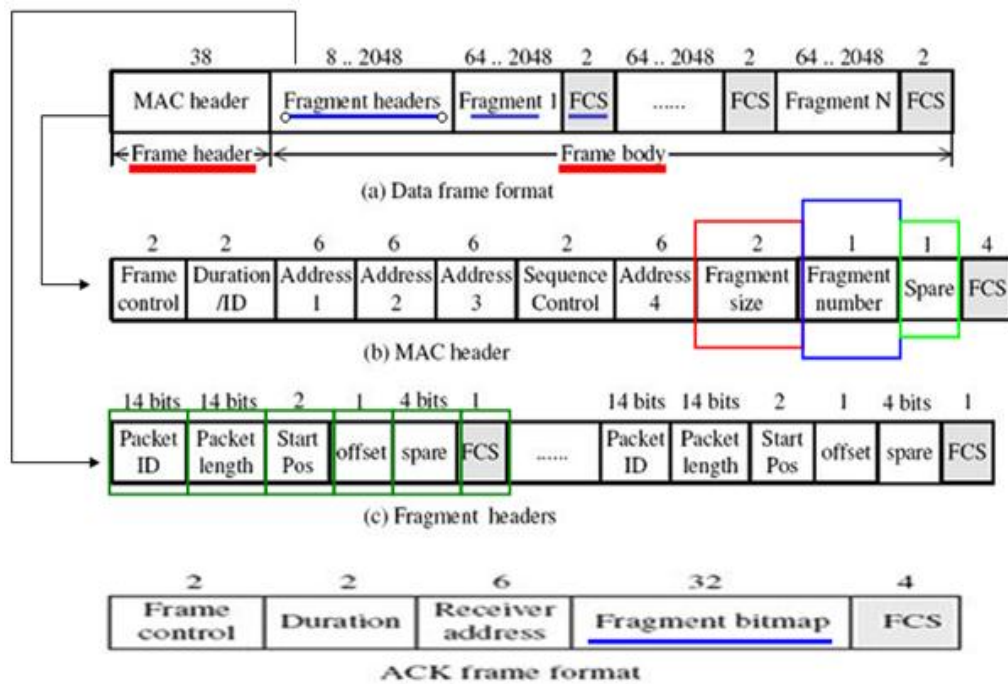 38 8 .. 2048 64 .. 2048 2 64 .. 2048 2 64 .. 2048 2
MAC header Fragment headers Fragment 1 FCS ...... FCS Fragment N FCS
Frame header Frame body
(a) Data frame format
2 2 6 6 6 2 6 2 1 1 4
Frame control Duration /ID Address 1 Address 2 Address 3 Sequence Control Address 4 Fragment size Fragment number Spare FCS
(b) MAC header
14 bits 14 bits 2 1 4 bits 1 14 bits 14 bits 2 1 4 bits 1
Packet ID Packet length Start Pos offset spare FCS ...... Packet ID Packet length Start Pos offset spare FCS
(c) Fragment headers
2 2 6 32 4
Frame control Duration Receiver address Fragment bitmap FCS
ACK frame format